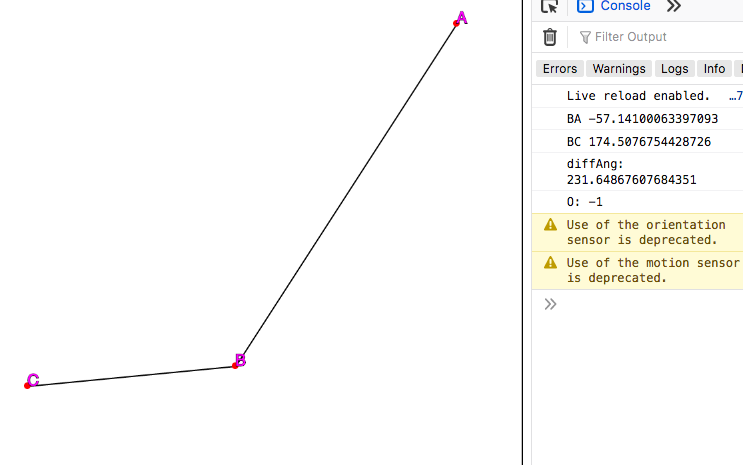 A
B
C
Console
Filter Output
Errors Warnings Logs Info
Live reload enabled. …7
BA -57.14100063397093
BC 174.5076754428726
diffAng:
231.64867607684351
O: -1
Use of the orientation
sensor is deprecated.
Use of the motion sensor
is deprecated.